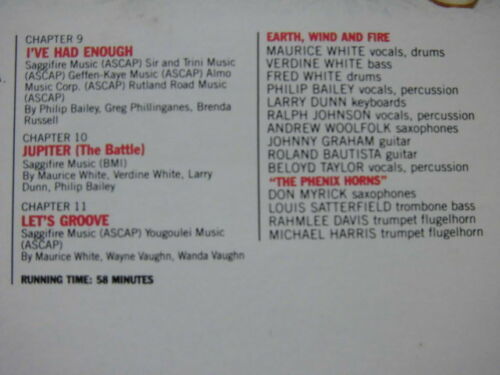 CHAPTER 9
I'VE HAD ENOUGH
Saggifire Music (ASCAP) Sir and Trini Music
(ASCAP) Geffen-Kaye Music (ASCAP) Almo
Music Corp. (ASCAP) Rutland Road Music
(ASCAP)
By Philip Bailey, Greg Phillinganes, Brenda
Russell
CHAPTER 10
JUPITER (The Battle)
Saggifire Music (BMI)
By Maurice White, Verdine White, Larry
Dunn, Philip Bailey
CHAPTER 11
LET'S GROOVE
Saggifire Music (ASCAP) Yougoulei Music
(ASCAP)
By Maurice White, Wayne Vaughn, Wanda Vaughn
RUNNING TIME: 58 MINUTES
EARTH, WIND AND FIRE
MAURICE WHITE vocals, drums
VERDINE WHITE bass
FRED WHITE drums
PHILIP BAILEY vocals, percussion
LARRY DUNN keyboards
RALPH JOHNSON vocals, percussion
ANDREW WOOLFOLK saxophones
JOHNNY GRAHAM guitar
ROLAND BAUTISTA guitar
BELOYD TAYLOR vocals, percussion
"THE PHENIX HORNS"
DON MYRICK saxophones
LOUIS SATTERFIELD trombone bass
RAHMLEE DAVIS trumpet flugelhorn
MICHAEL HARRIS trumpet flugelhorn